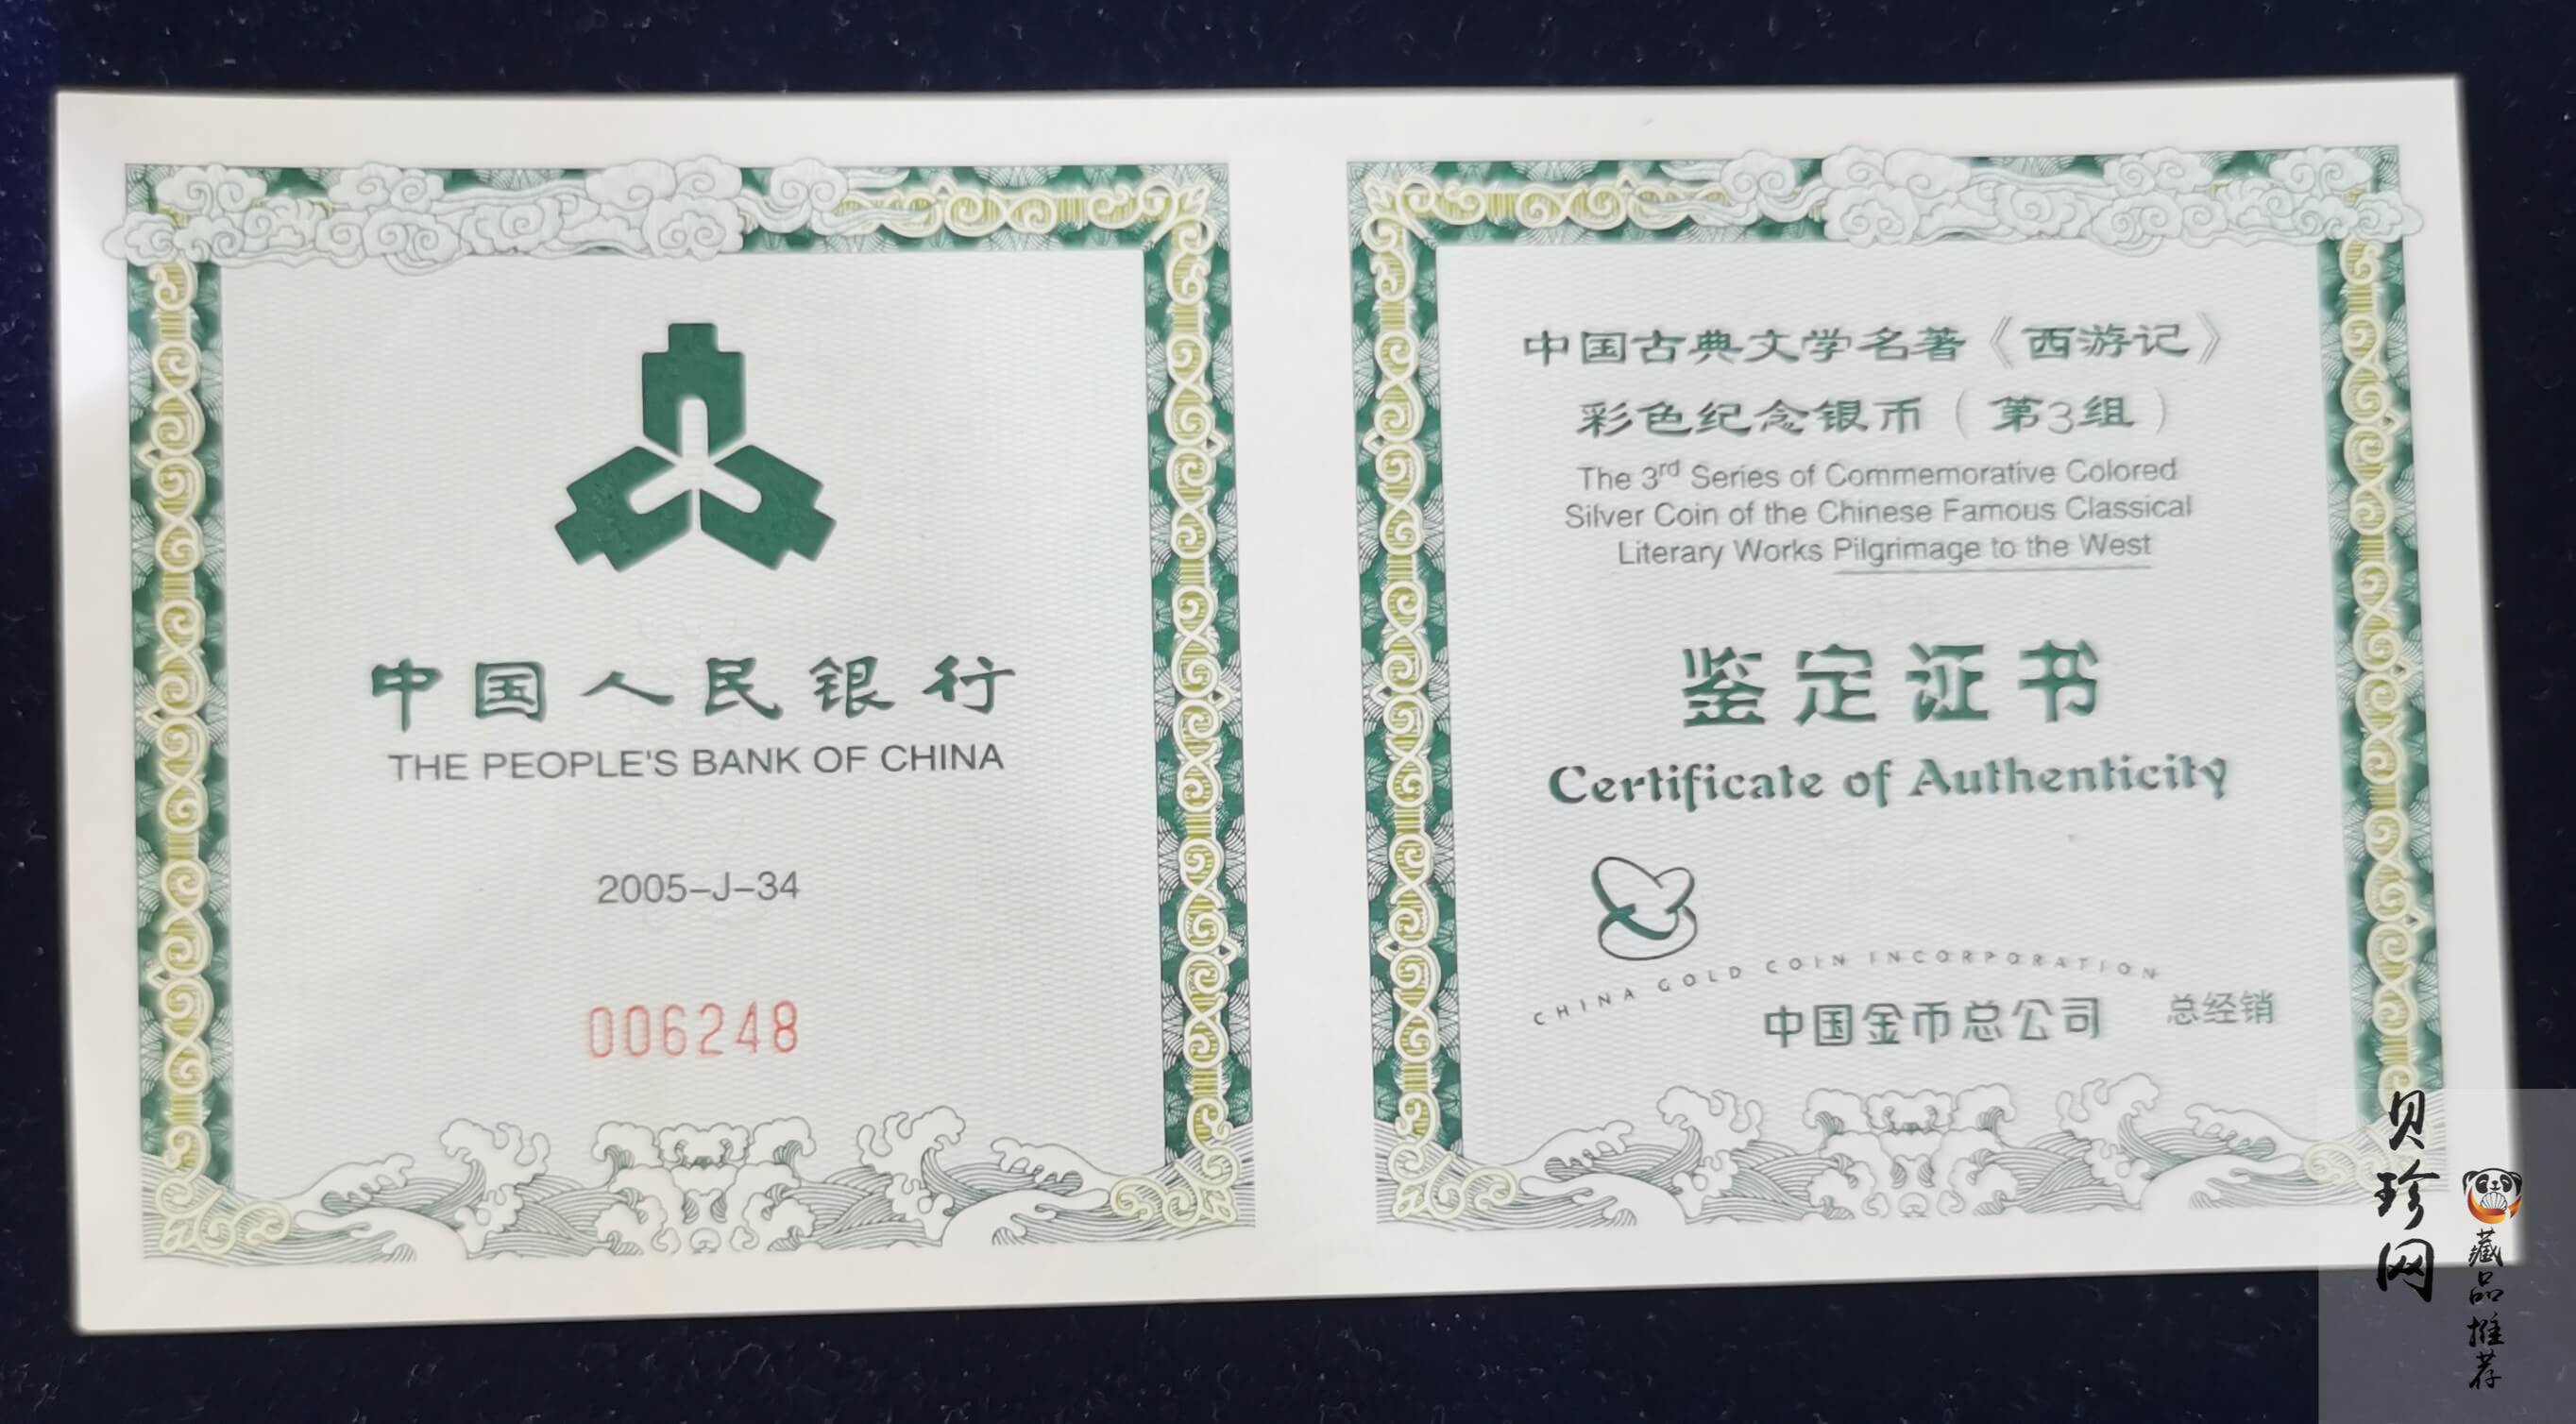 中国人民银行
THE PEOPLE'S BANK OF CHINA
2005-J-34
006248
中国古典文学名著《西游记》
彩色纪念银币（第3组）
The 3rd Series of Commemorative Colored
Silver Coin of the Chinese Famous Classical
Literary Works Pilgrimage to the West
鉴定证书
Certificate of Authenticity
CHINA GOLD COIN INCORPORATION
中国金币总公司 总经销
贝珍网
藏品推荐